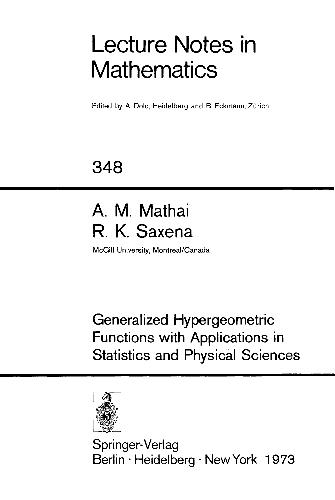 Lecture Notes in
Mathematics
Edited by A. Dold, Heidelberg and B. Eckmann, Zürich
348
A. M. Mathai
R. K. Saxena
McGill University, Montreal/Canada
Generalized Hypergeometric
Functions with Applications in
Statistics and Physical Sciences
Springer-Verlag
Berlin · Heidelberg · New York 1973